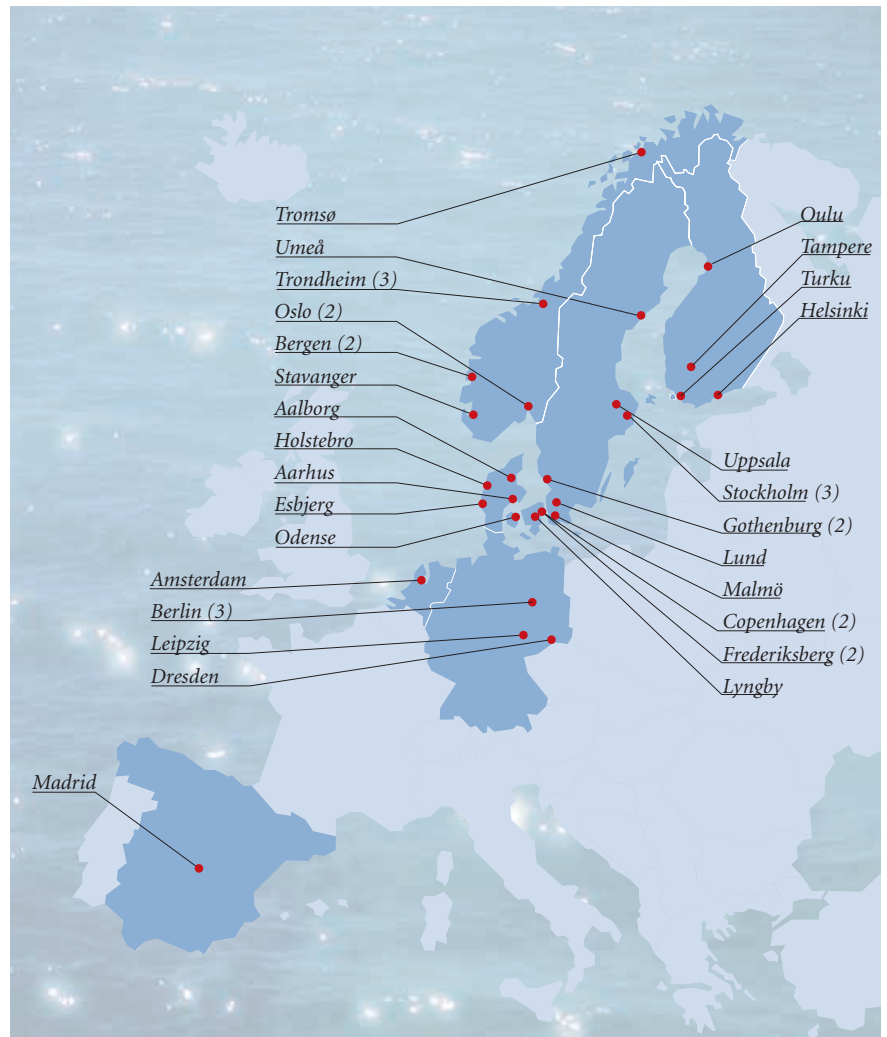 Tromsø
Umeå
Trondheim (3)
Oslo (2)
Bergen (2)
Stavanger
Aalborg
Holstebro
Aarhus
Esbjerg
Odense
Oulu
Tampere
Turku
Helsinki
Uppsala
Stockholm (3)
Gothenburg (2)
Lund
Malmö
Copenhagen (2)
Frederiksberg (2)
Lyngby
Amsterdam
Berlin (3)
Leipzig
Dresden
Madrid